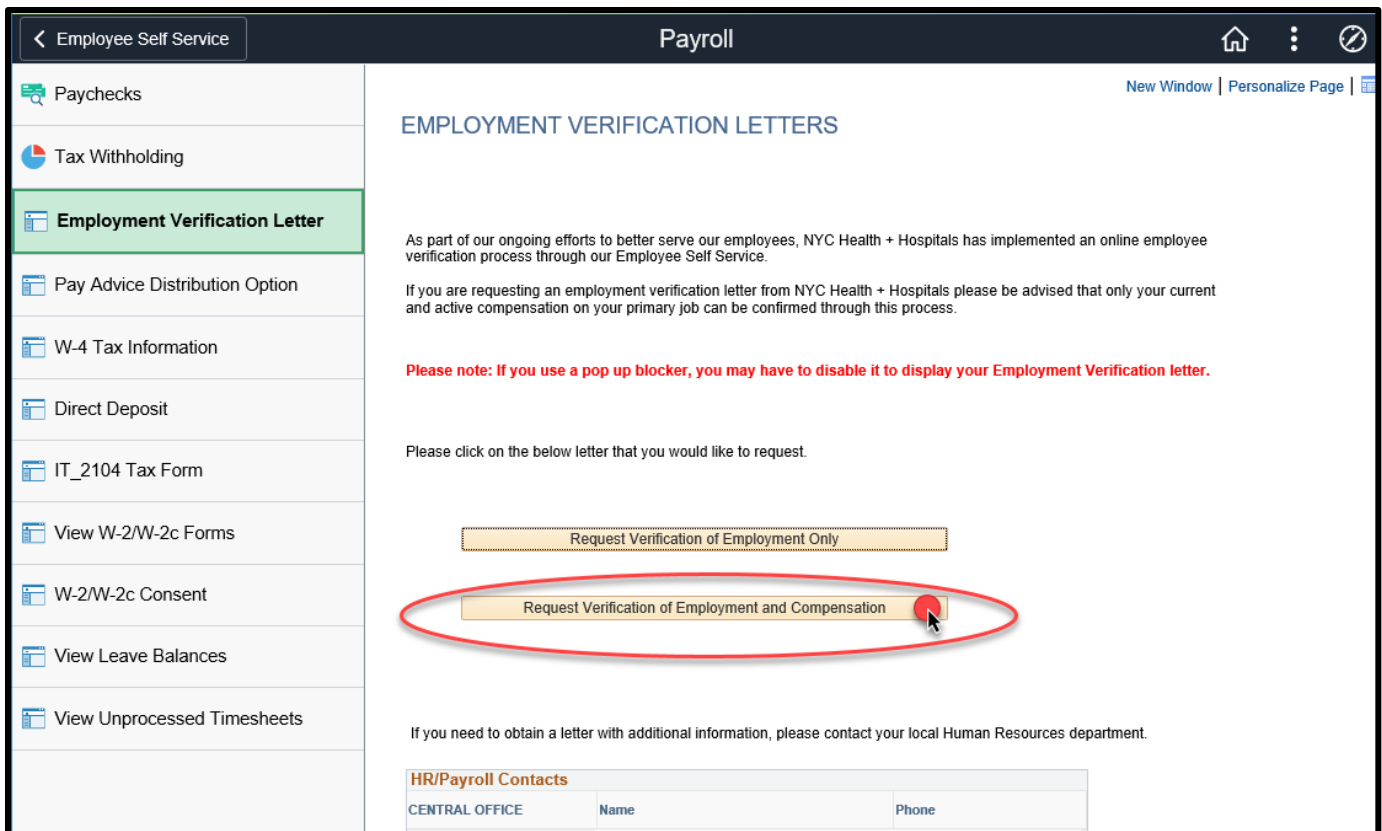 Employee Self Service
Payroll
Paychecks
Tax Withholding
Employment Verification Letter
Pay Advice Distribution Option
W-4 Tax Information
Direct Deposit
IT_2104 Tax Form
View W-2/W-2c Forms
W-2/W-2c Consent
View Leave Balances
View Unprocessed Timesheets
New Window | Personalize Page |
EMPLOYMENT VERIFICATION LETTERS
As part of our ongoing efforts to better serve our employees, NYC Health + Hospitals has implemented an online employee
verification process through our Employee Self Service.
If you are requesting an employment verification letter from NYC Health + Hospitals please be advised that only your current
and active compensation on your primary job can be confirmed through this process.
Please note: If you use a pop up blocker, you may have to disable it to display your Employment Verification letter.
Please click on the below letter that you would like to request.
Request Verification of Employment Only
Request Verification of Employment and Compensation
If you need to obtain a letter with additional information, please contact your local Human Resources department.
HR/Payroll Contacts
CENTRAL OFFICE Name Phone